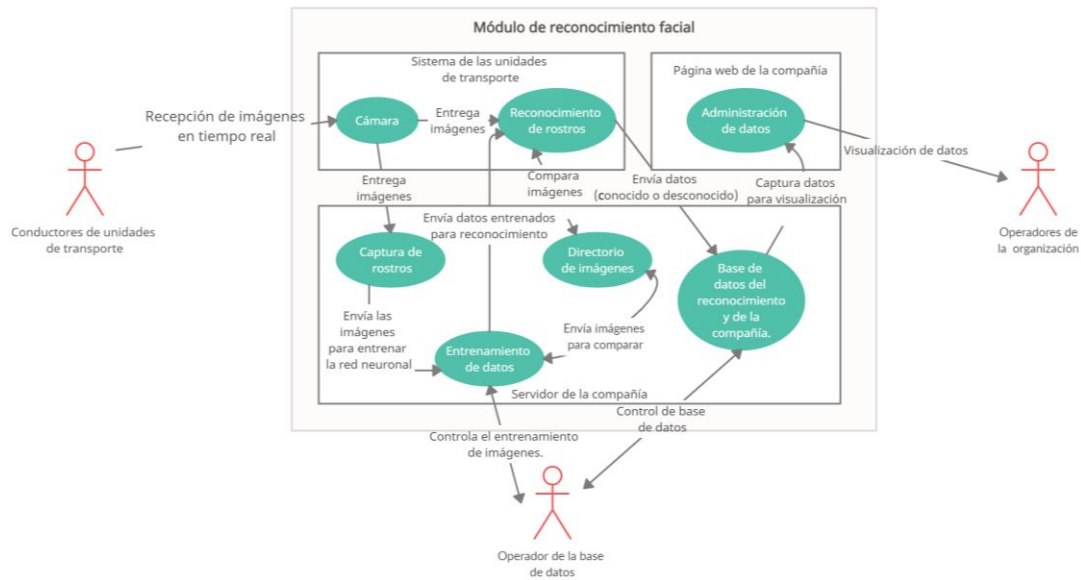 Módulo de reconocimiento facial
Sistema de las unidades
de transporte
Página web de la compañía
Recepción de imágenes
en tiempo real
Cámara
Entrega
imágenes
Reconocimiento
de rostros
Administración
de datos
Visualización de datos
Conductores de unidades
de transporte
Operadores de
la organización
Entrega
imágenes
Compara
imágenes
Envía datos
(conocido o desconocido)
Captura datos
para visualización
Envía datos entrenados
para reconocimiento
Captura de
rostros
Directorio
de imágenes
Base de
datos del
reconocimiento
y de la
compañía.
Envía las
imágenes
para entrenar
la red neuronal
Envía imágenes
para comparar
Entrenamiento
de datos
Servidor de la compañía
Control de base
de datos
Controla el entrenamiento
de imágenes.
Operador de la base
de datos